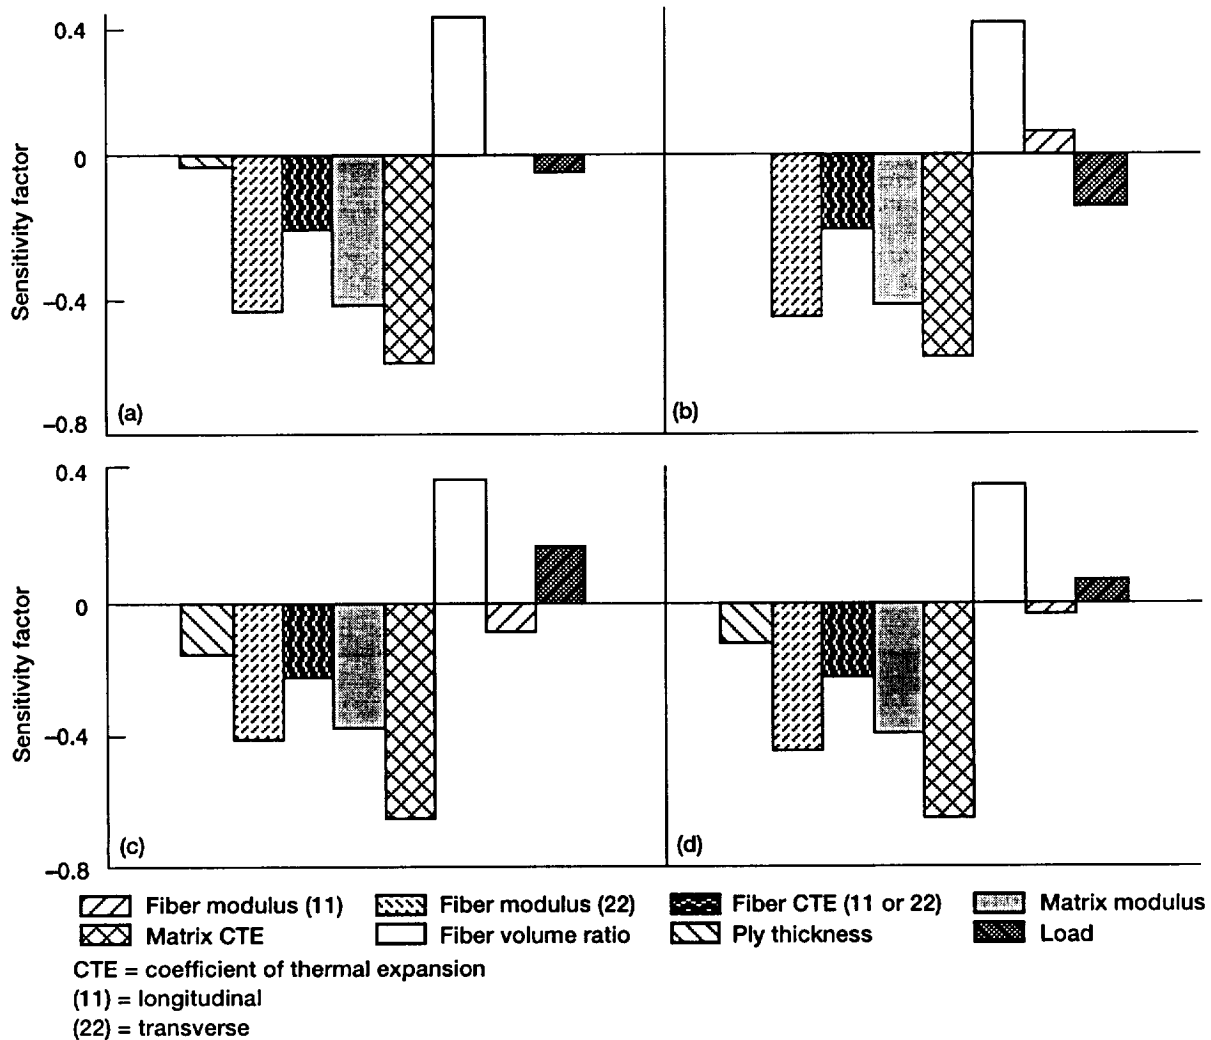 0.4
Sensitivity factor
0
–0.4
–0.8
(a)
(b)
0.4
Sensitivity factor
0
–0.4
–0.8
(c)
(d)
Fiber modulus (11) Fiber modulus (22) Fiber CTE (11 or 22) Matrix modulus
Matrix CTE Fiber volume ratio Ply thickness Load
CTE = coefficient of thermal expansion
(11) = longitudinal
(22) = transverse